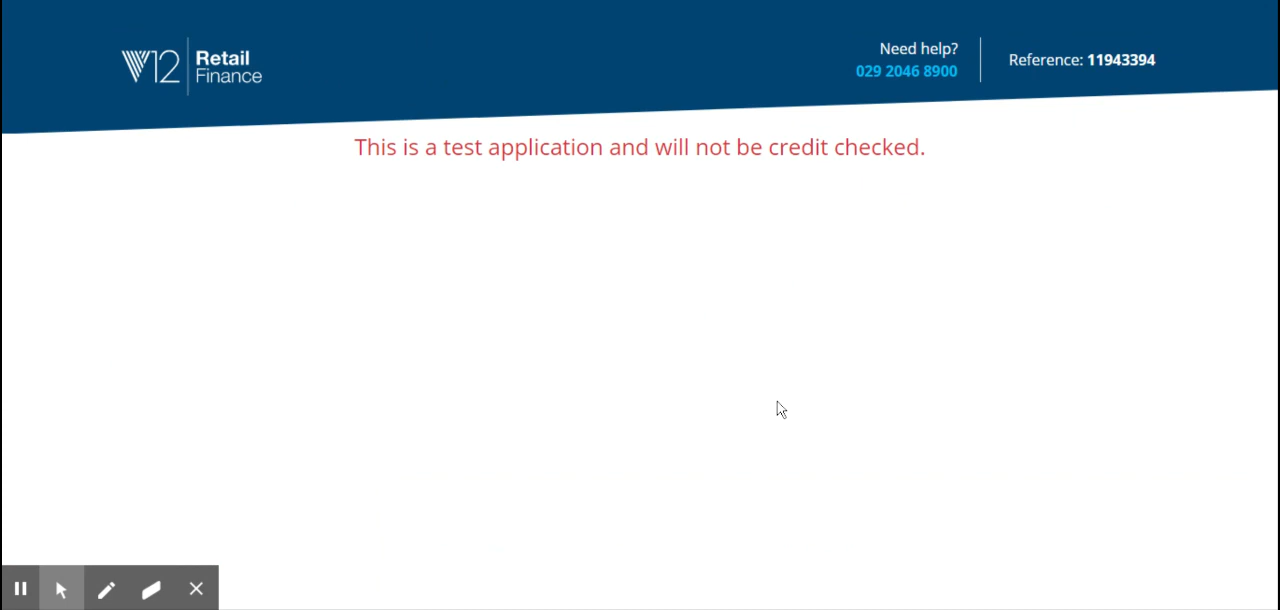 V12
Retail
Finance
Need help?
029 2046 8900
Reference: 11943394
This is a test application and will not be credit checked.